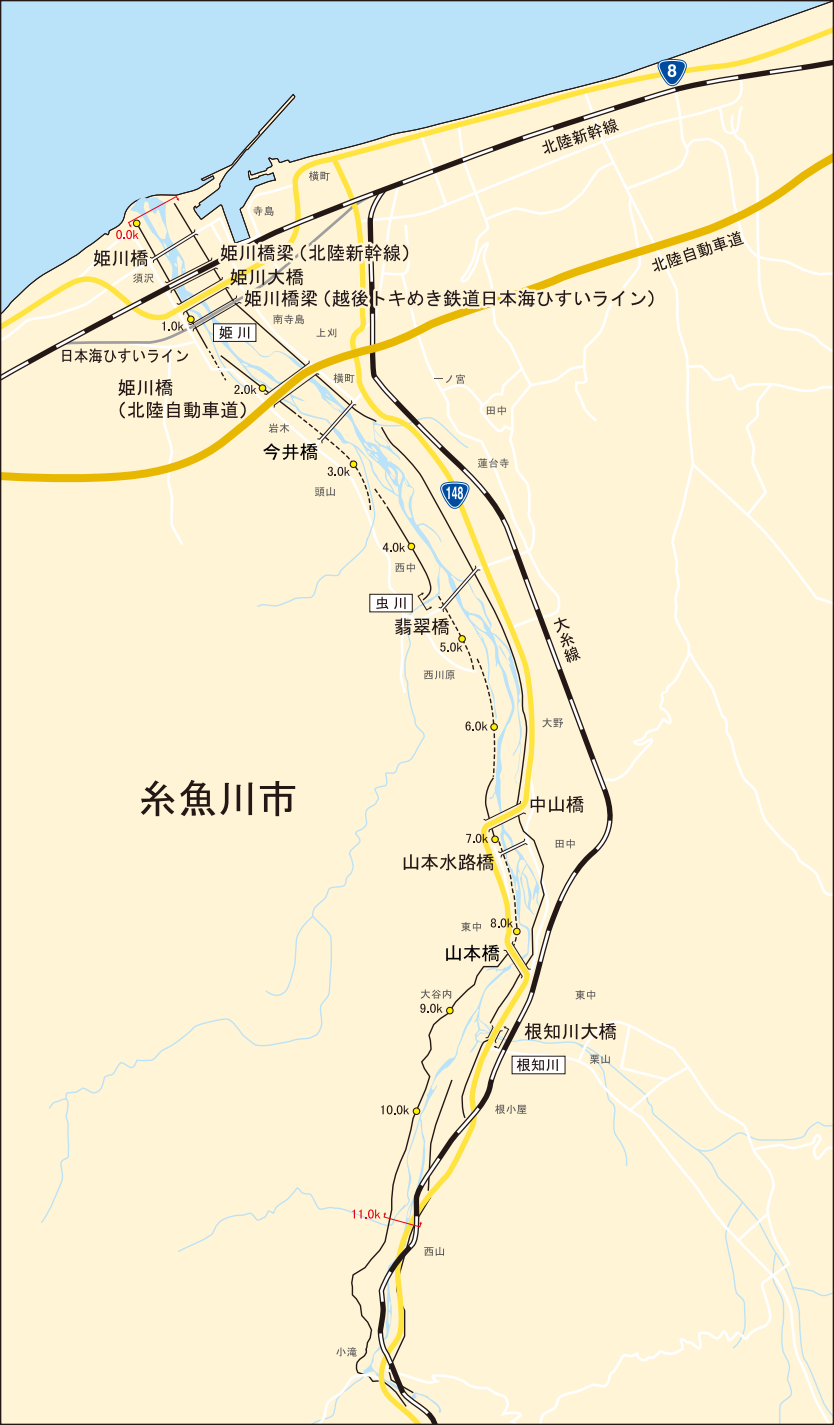 8
北陸新幹線
横町
寺島
0.0k
姫川橋
姫川橋梁（北陸新幹線）
北陸自動車道
須沢
姫川大橋
姫川橋梁（越後トキめき鉄道日本海ひすいライン）
1.0k
姫川
南寺島
上刈
日本海ひすいライン
横町
一ノ宮
姫川橋
（北陸自動車道）
2.0k
田中
岩木
今井橋
蓮台寺
3.0k
頭山
148
4.0k
西中
虫川
翡翠橋
大糸線
5.0k
西川原
大野
6.0k
糸魚川市
中山橋
7.0k
田中
山本水路橋
東中
8.0k
山本橋
大谷内
東中
9.0k
根知川大橋
栗山
根知川
10.0k
根小屋
11.0k
西山
小滝